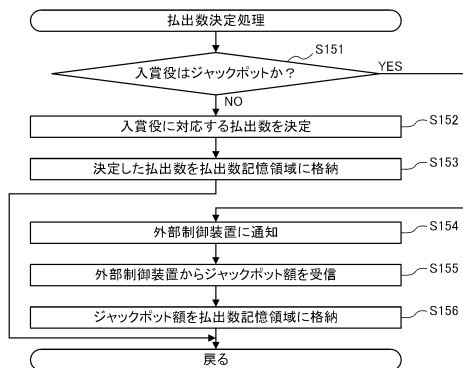 払出数決定処理
S151
入賞役はジャックポットか？
YES
NO
入賞役に対応する払出数を決定
S152
決定した払出数を払出数記憶領域に格納
S153
外部制御装置に通知
S154
外部制御装置からジャックポット額を受信
S155
ジャックポット額を払出数記憶領域に格納
S156
戻る